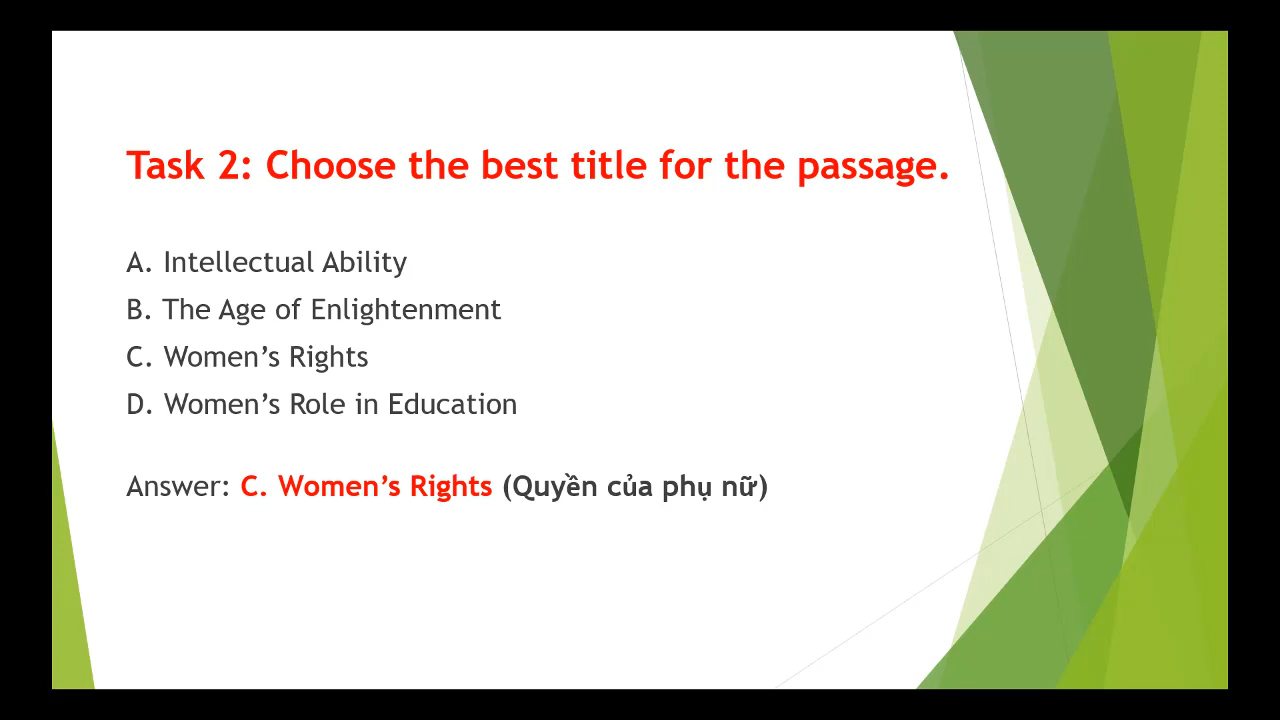 Task 2: Choose the best title for the passage.
A. Intellectual Ability
B. The Age of Enlightenment
C. Women’s Rights
D. Women’s Role in Education
Answer: C. Women’s Rights (Quyền của phụ nữ)